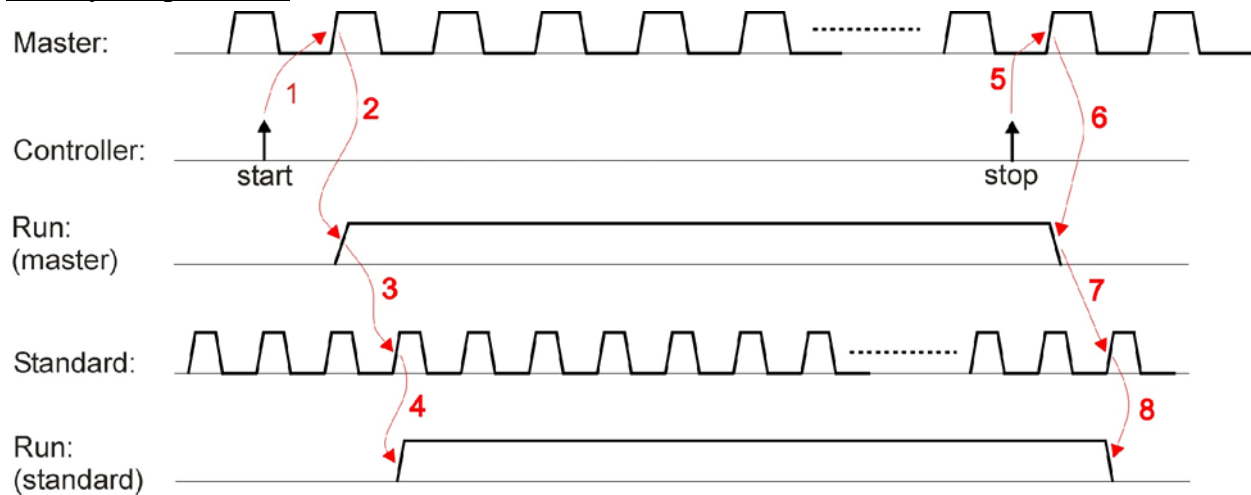 Master:
1
2
5
6
Controller:
start
stop
Run:
(master)
3
7
Standard:
4
8
Run:
(standard)